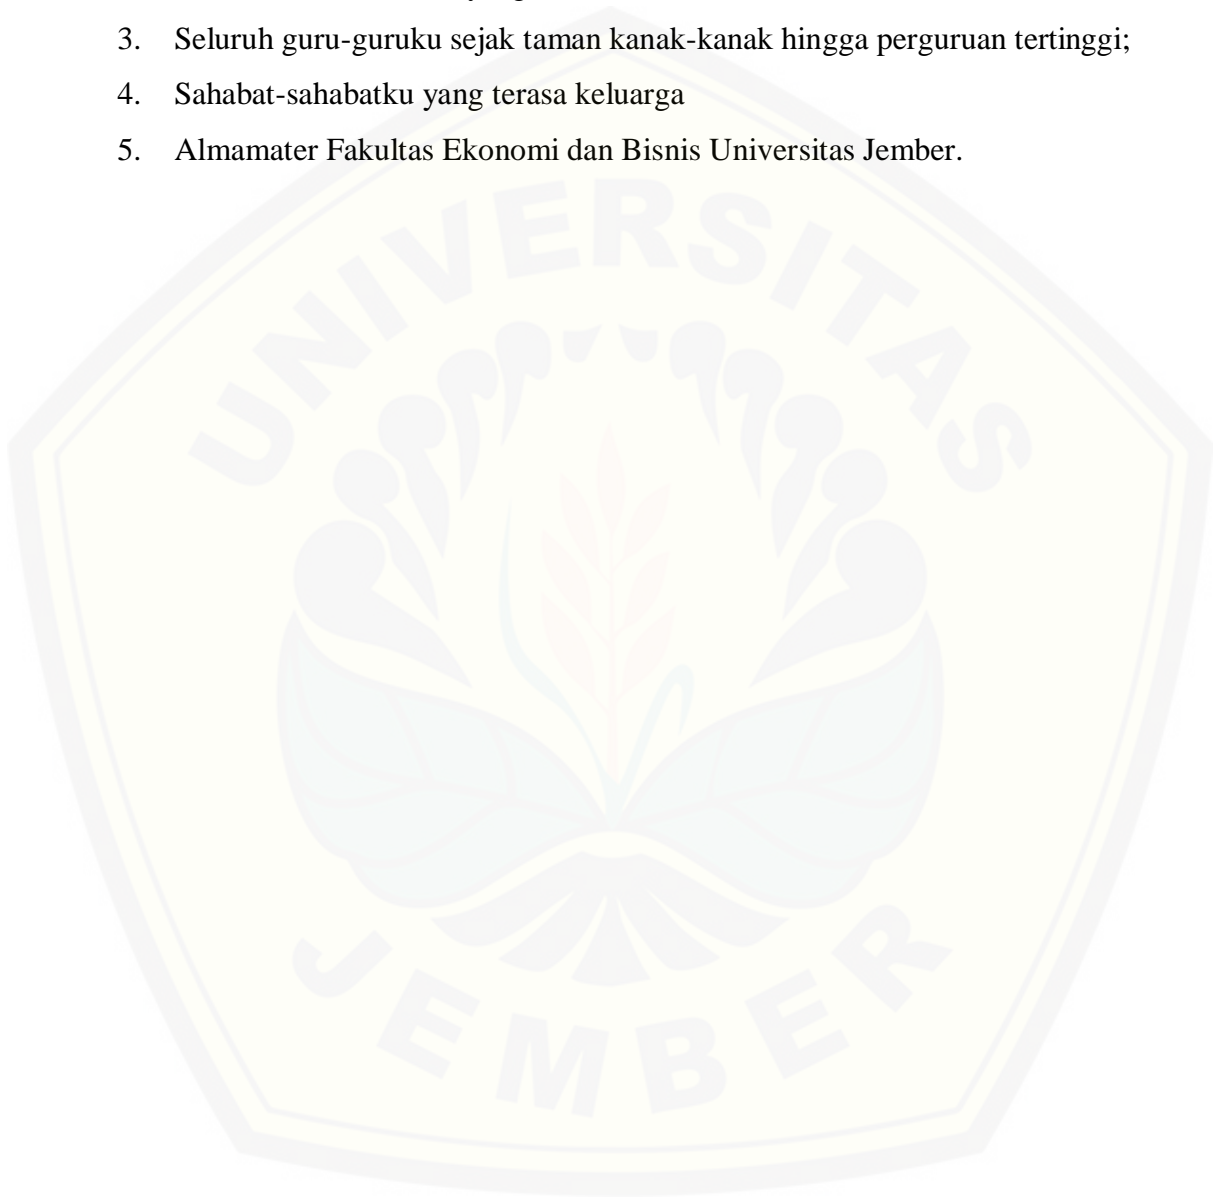 3. Seluruh guru-guruku sejak taman kanak-kanak hingga perguruan tertinggi;
4. Sahabat-sahabatku yang terasa keluarga
5. Almamater Fakultas Ekonomi dan Bisnis Universitas Jember.
UNIVERSITAS
JEMBER